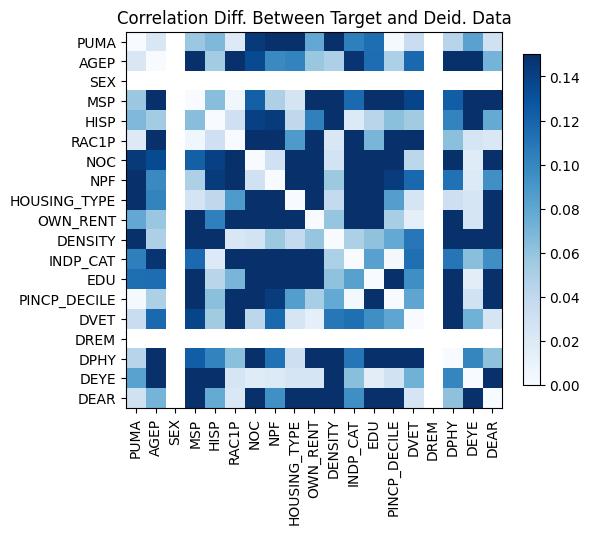 Correlation Diff. Between Target and Deid. Data
PUMA
AGEP
SEX
MSP
HISP
RAC1P
NOC
NPF
HOUSING_TYPE
OWN_RENT
DENSITY
INDP_CAT
EDU
PINCP_DECILE
DVET
DREM
DPHY
DEYE
DEAR
PUMA
AGEP
SEX
MSP
HISP
RAC1P
NOC
NPF
HOUSING_TYPE
OWN_RENT
DENSITY
INDP_CAT
EDU
PINCP_DECILE
DVET
DREM
DPHY
DEYE
DEAR
0.14
0.12
0.10
0.08
0.06
0.04
0.02
0.00